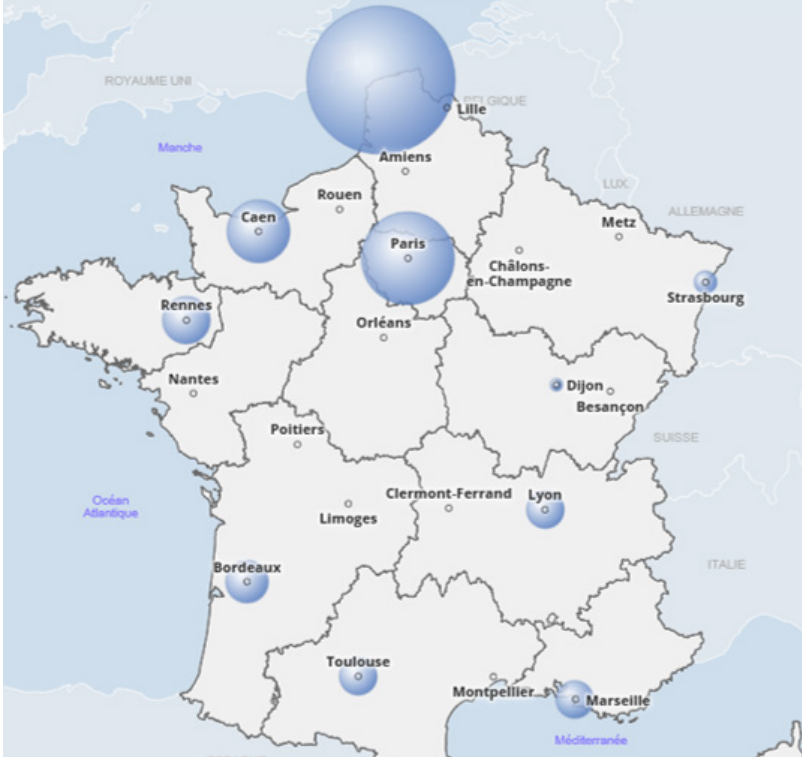 ROYAUME UNI
BELGIQUE
Lille
Manche
Amiens
LUX.
Rouen
ALLEMAGNE
Caen
Metz
Paris
Châlons-
en-Champagne
Strasbourg
Rennes
Orléans
Nantes
Dijon
Besançon
Poitiers
SUISSE
Clermont-Ferrand
Lyon
Océan
Atlantique
Limoges
ITALIE
Bordeaux
Toulouse
Montpellier
Marseille
Méditerranée